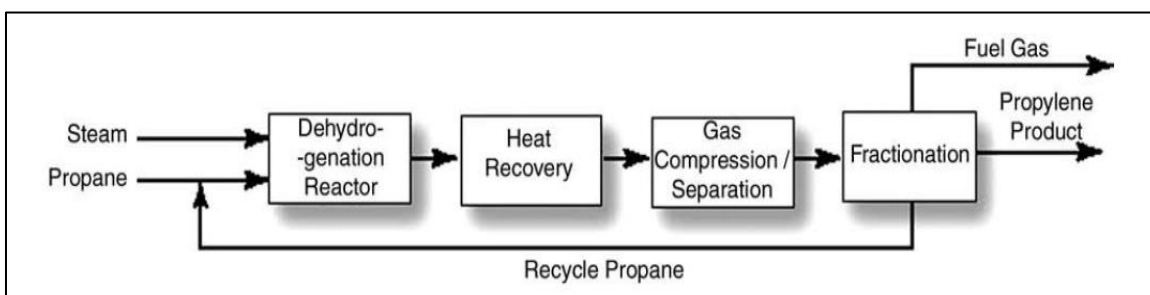 Fuel Gas
Steam
Propane
Dehydro-
-genation
Reactor
Heat
Recovery
Gas
Compression /
Separation
Fractionation
Propylene
Product
Recycle Propane